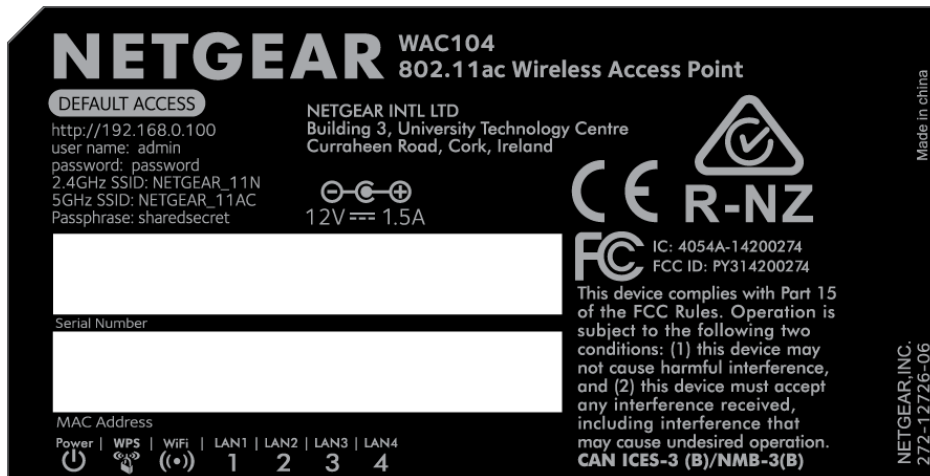 NETGEAR
WAC104
802.11ac Wireless Access Point
DEFAULT ACCESS
http://192.168.0.100
user name: admin
password: password
2.4GHz SSID: NETGEAR_11N
5GHz SSID: NETGEAR_11AC
Passphrase: sharedsecret
NETGEAR INTL LTD
Building 3, University Technology Centre
Curraheen Road, Cork, Ireland
12V 1.5A
CE
R-NZ
FC
IC: 4054A-14200274
FCC ID: PY314200274
This device complies with Part 15
of the FCC Rules. Operation is
subject to the following two
conditions: (1) this device may
not cause harmful interference,
and (2) this device must accept
any interference received,
including interference that
may cause undesired operation.
CAN ICES-3 (B)/NMB-3(B)
Serial Number
MAC Address
Power | WPS | WiFi | LAN1 | LAN2 | LAN3 | LAN4
1 2 3 4
Made in china
NETGEAR,INC.
272-12726-06